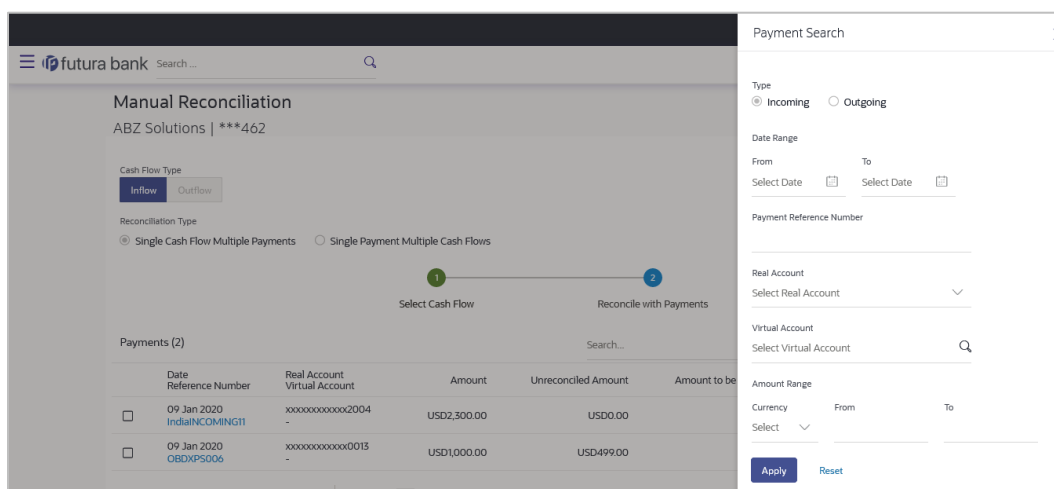 futura bank Search ...
Manual Reconciliation
ABZ Solutions | ***462
Cash Flow Type
Inflow Outflow
Reconciliation Type
Single Cash Flow Multiple Payments Single Payment Multiple Cash Flows
1 2
Select Cash Flow Reconcile with Payments
Payments (2) Search...
Date Real Account
Reference Number Virtual Account Amount Unreconciled Amount Amount to be
09 Jan 2020 xxxxxxxxxxxx2004
IndiaINCOMING11 - USD2,300.00 USD0.00
09 Jan 2020 xxxxxxxxxxxx0013
OBDXPS006 - USD1,000.00 USD499.00
Payment Search
Type
Incoming Outgoing
Date Range
From To
Select Date Select Date
Payment Reference Number
Real Account
Select Real Account
Virtual Account
Select Virtual Account
Amount Range
Currency From To
Select
Apply Reset